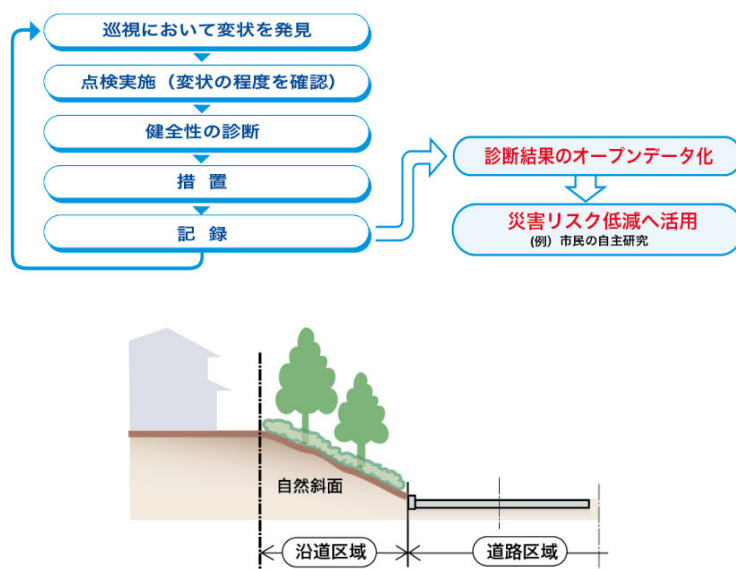 巡視において変状を発見
点検実施（変状の程度を確認）
健全性の診断
措　置
記　録
診断結果のオープンデータ化
災害リスク低減へ活用
(例）市民の自主研究
自然斜面
沿道区域
道路区域